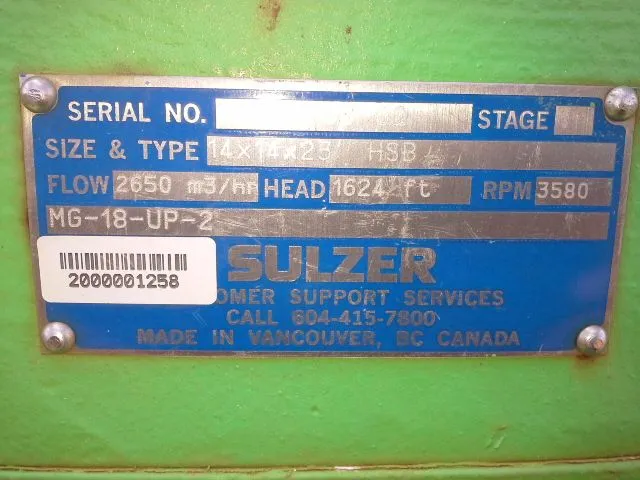 SERIAL NO. STAGE
SIZE & TYPE 14x14x25 HSB
FLOW 2650 m3/hr HEAD 1624 ft RPM 3580
MG-18-UP-2
2000001258
SULZER
OMER SUPPORT SERVICES
CALL 604-415-7800
MADE IN VANCOUVER, BC CANADA